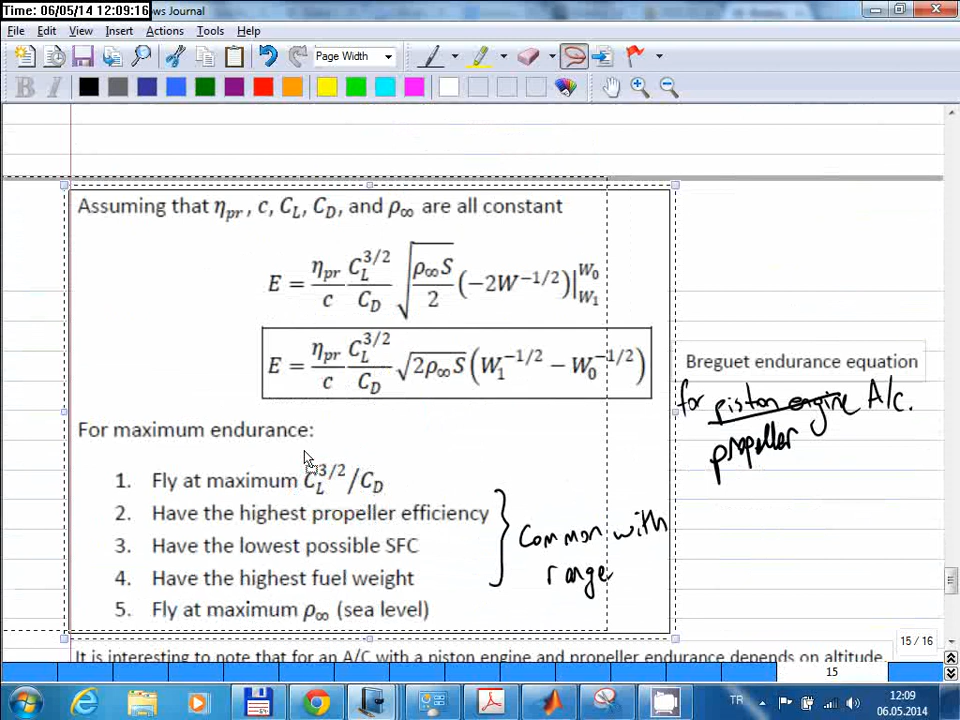 Time: 06/05/14 12:09:16
ws Journal
File Edit View Insert Actions Tools Help
Page Width
B I
Assuming that η_pr , c, C_L, C_D, and ρ_∞ are all constant
E = η_pr/c C_L^3/2/C_D √(ρ_∞S/2) (−2W^−1/2)|_W_1^W_0
E = η_pr/c C_L^3/2/C_D √(2ρ_∞S) (W_1^−1/2 − W_0^−1/2)
Breguet endurance equation
for piston engine A/c.
propeller
For maximum endurance:
1. Fly at maximum C_L^3/2/C_D
2. Have the highest propeller efficiency
3. Have the lowest possible SFC
4. Have the highest fuel weight
5. Fly at maximum ρ_∞ (sea level)
Common with
range
It is interesting to note that for an A/C with a piston engine and propeller endurance depends on altitude.
15 / 16
15
TR
12:09
06.05.2014